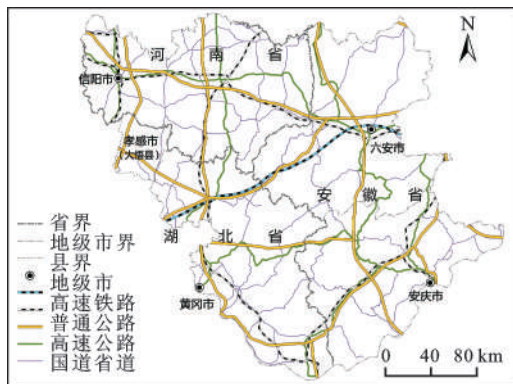 河南省
N
信阳市
孝感市
(大悟县)
六安市
安徽省
湖北省
黄冈市
安庆市
省界
地级市界
县界
地级市
高速铁路
普通公路
高速公路
国道省道
0 40 80 km